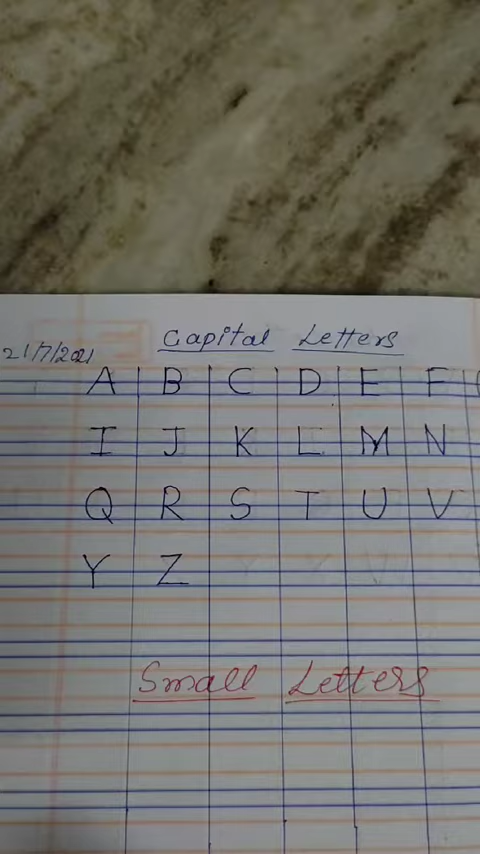 Capital Letters
21/7/2021
A B C D E F
I J K L M N
Q R S T U V
Y Z
Small Letters